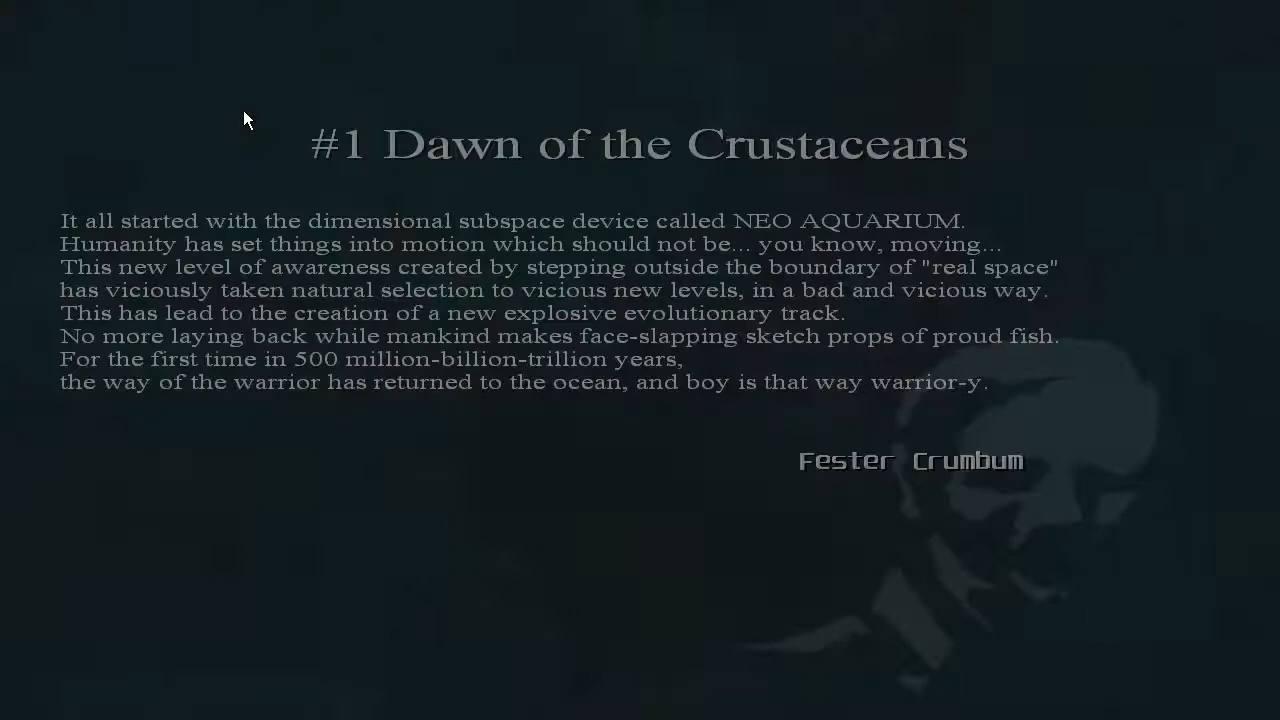 #1 Dawn of the Crustaceans
It all started with the dimensional subspace device called NEO AQUARIUM.
Humanity has set things into motion which should not be... you know, moving...
This new level of awareness created by stepping outside the boundary of "real space"
has viciously taken natural selection to vicious new levels, in a bad and vicious way.
This has lead to the creation of a new explosive evolutionary track.
No more laying back while mankind makes face-slapping sketch props of proud fish.
For the first time in 500 million-billion-trillion years,
the way of the warrior has returned to the ocean, and boy is that way warrior-y.
Fester Crumbum